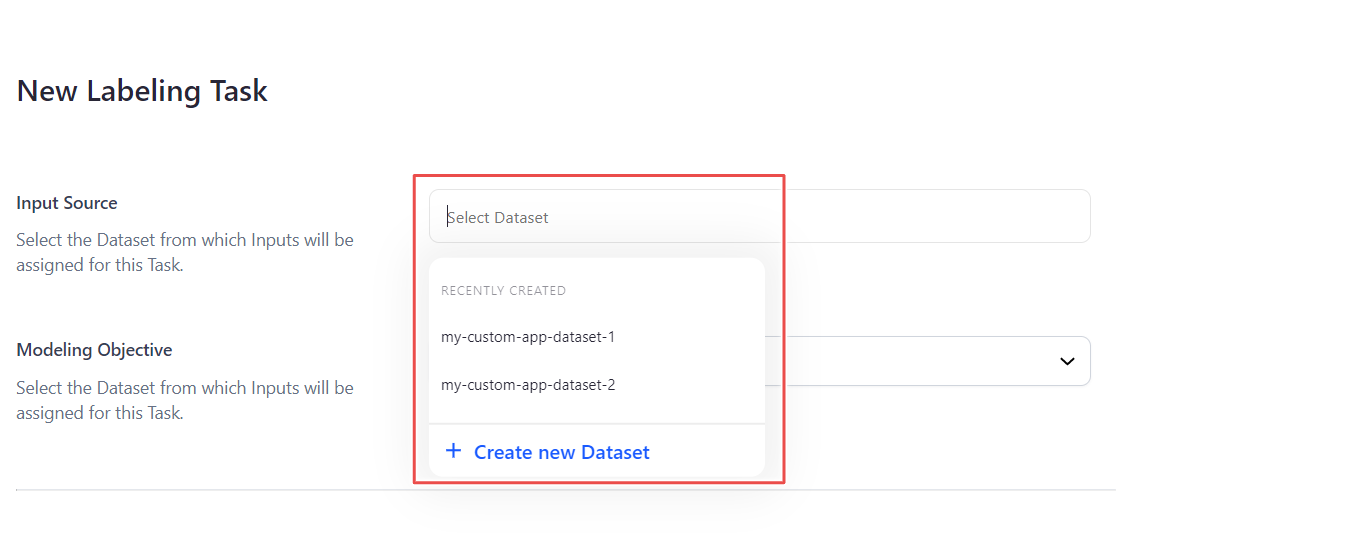 New Labeling Task
Input Source
Select the Dataset from which Inputs will be
assigned for this Task.
Select Dataset
RECENTLY CREATED
my-custom-app-dataset-1
my-custom-app-dataset-2
+ Create new Dataset
Modeling Objective
Select the Dataset from which Inputs will be
assigned for this Task.